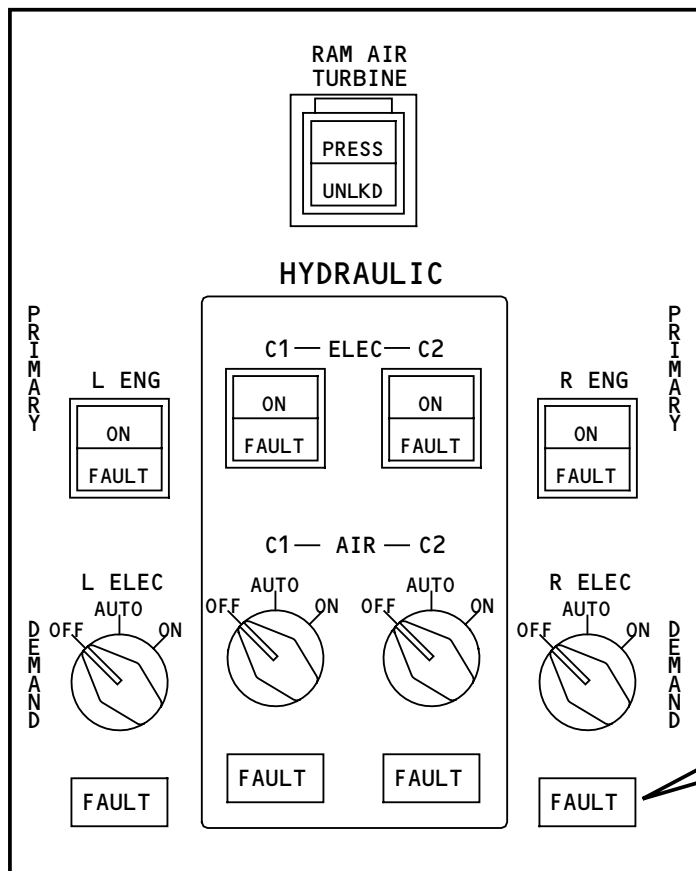 RAM AIR
TURBINE
PRESS
UNLKD
HYDRAULIC
PRIMARY
PRIMARY
C1 ELEC C2
L ENG
R ENG
ON
FAULT
ON
FAULT
ON
FAULT
ON
FAULT
C1 AIR C2
L ELEC
R ELEC
DEMAND
DEMAND
OFF AUTO ON
OFF AUTO ON
OFF AUTO ON
OFF AUTO ON
FAULT
FAULT
FAULT
FAULT